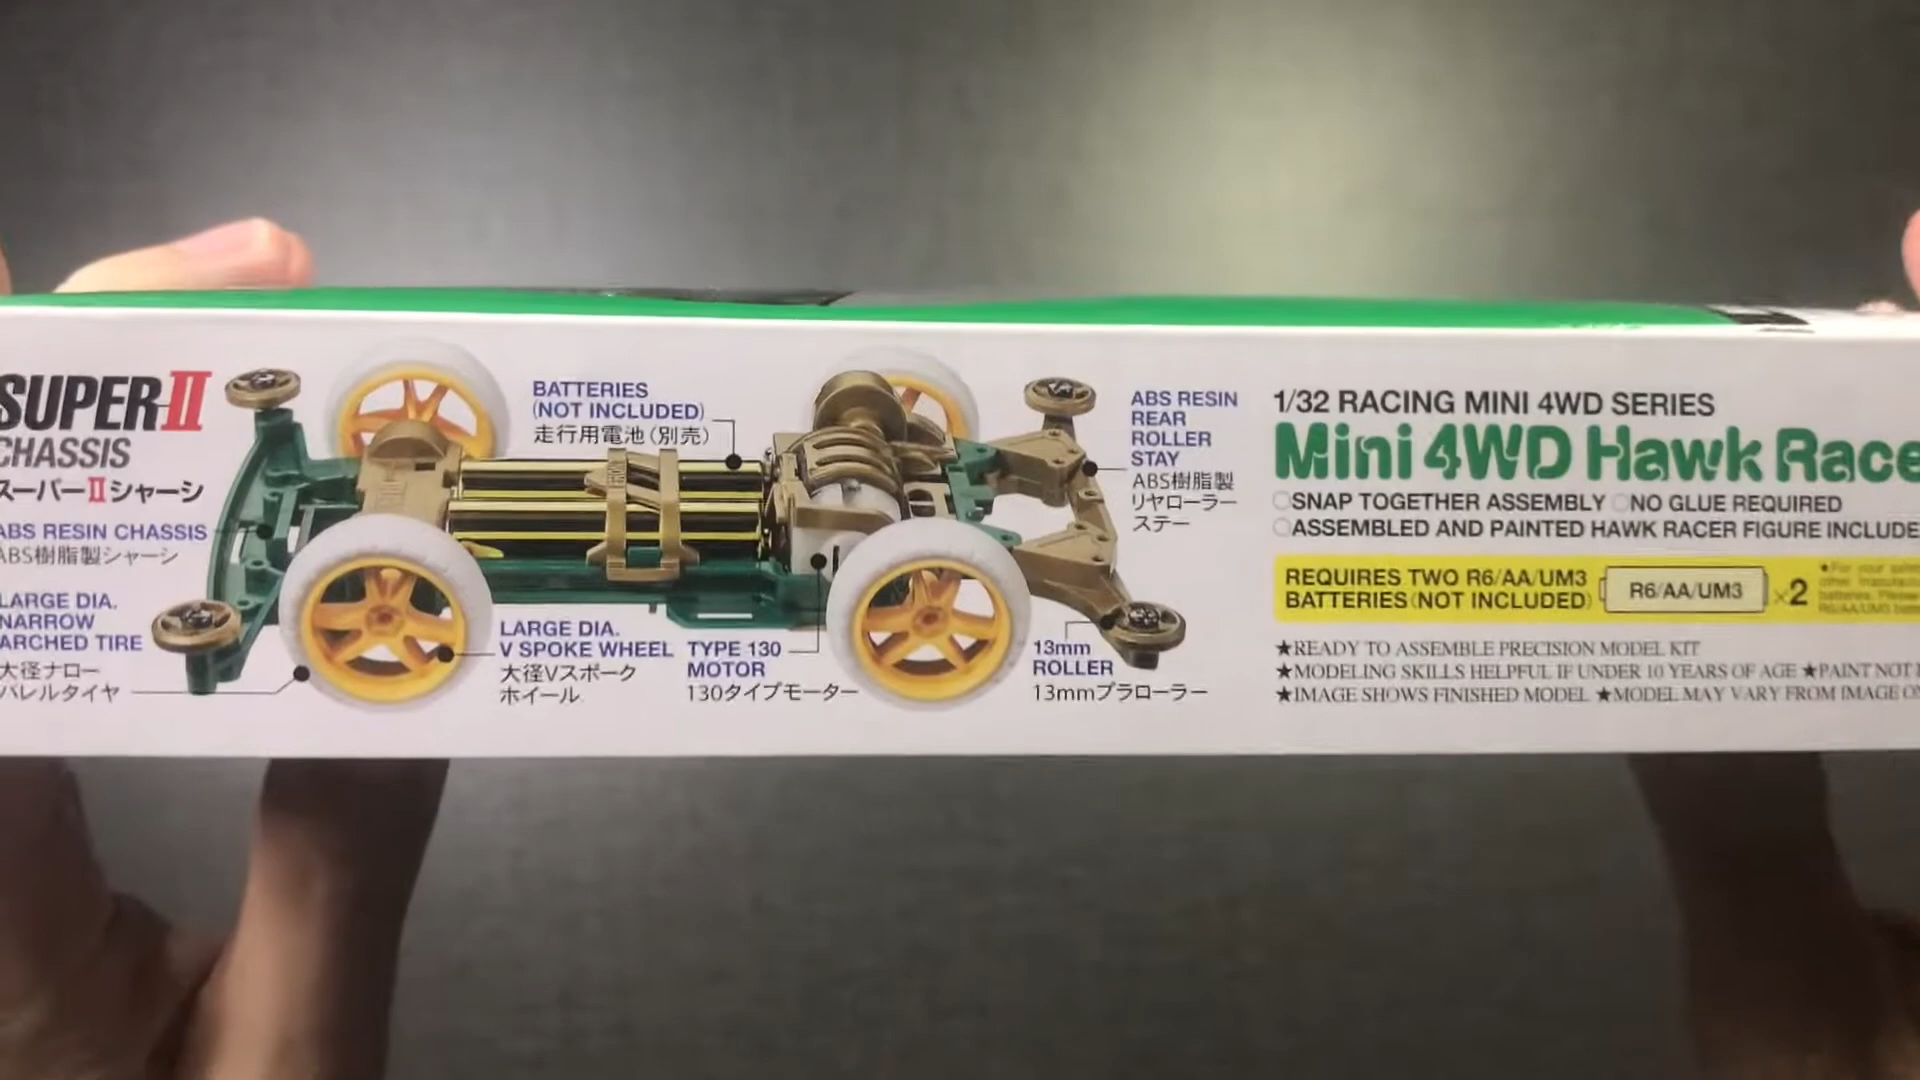 SUPER II
CHASSIS
スーパーIIシャーシ
ABS RESIN CHASSIS
ABS樹脂製シャーシ
LARGE DIA.
NARROW
ARCHED TIRE
大径ナロー
バレルタイヤ
BATTERIES
(NOT INCLUDED)
走行用電池(別売)
LARGE DIA.
V SPOKE WHEEL
大径Vスポーク
ホイール
TYPE 130
MOTOR
130タイプモーター
ABS RESIN
REAR
ROLLER
STAY
ABS樹脂製
リヤローラー
ステー
13mm
ROLLER
13mmプラローラー
1/32 RACING MINI 4WD SERIES
Mini 4WD Hawk Race
○SNAP TOGETHER ASSEMBLY ○NO GLUE REQUIRED
○ASSEMBLED AND PAINTED HAWK RACER FIGURE INCLUDE
REQUIRES TWO R6/AA/UM3
BATTERIES (NOT INCLUDED)
R6/AA/UM3 ×2
★READY TO ASSEMBLE PRECISION MODEL KIT
★MODELING SKILLS HELPFUL IF UNDER 10 YEARS OF AGE ★PAINT NOT
★IMAGE SHOWS FINISHED MODEL ★MODEL MAY VARY FROM IMAGE